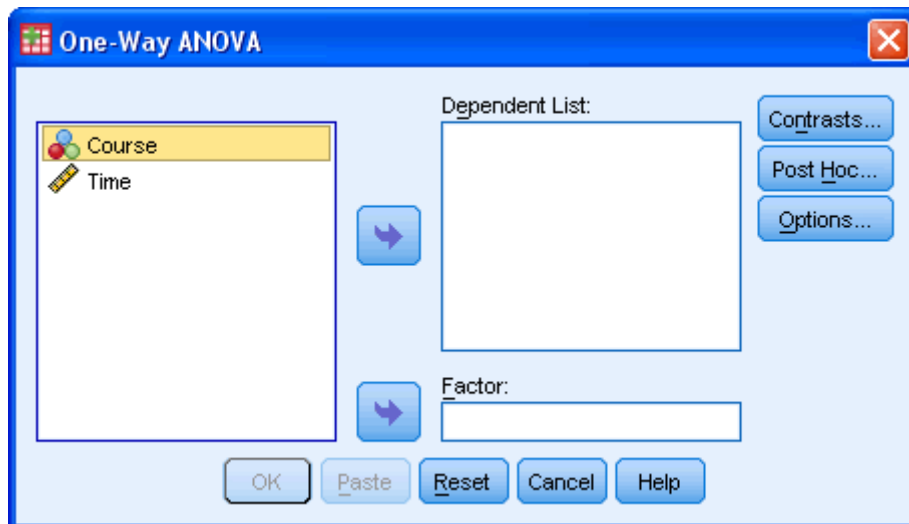 One-Way ANOVA
Course
Time
Dependent List:
Contrasts...
Post Hoc...
Options...
Factor:
OK Paste Reset Cancel Help